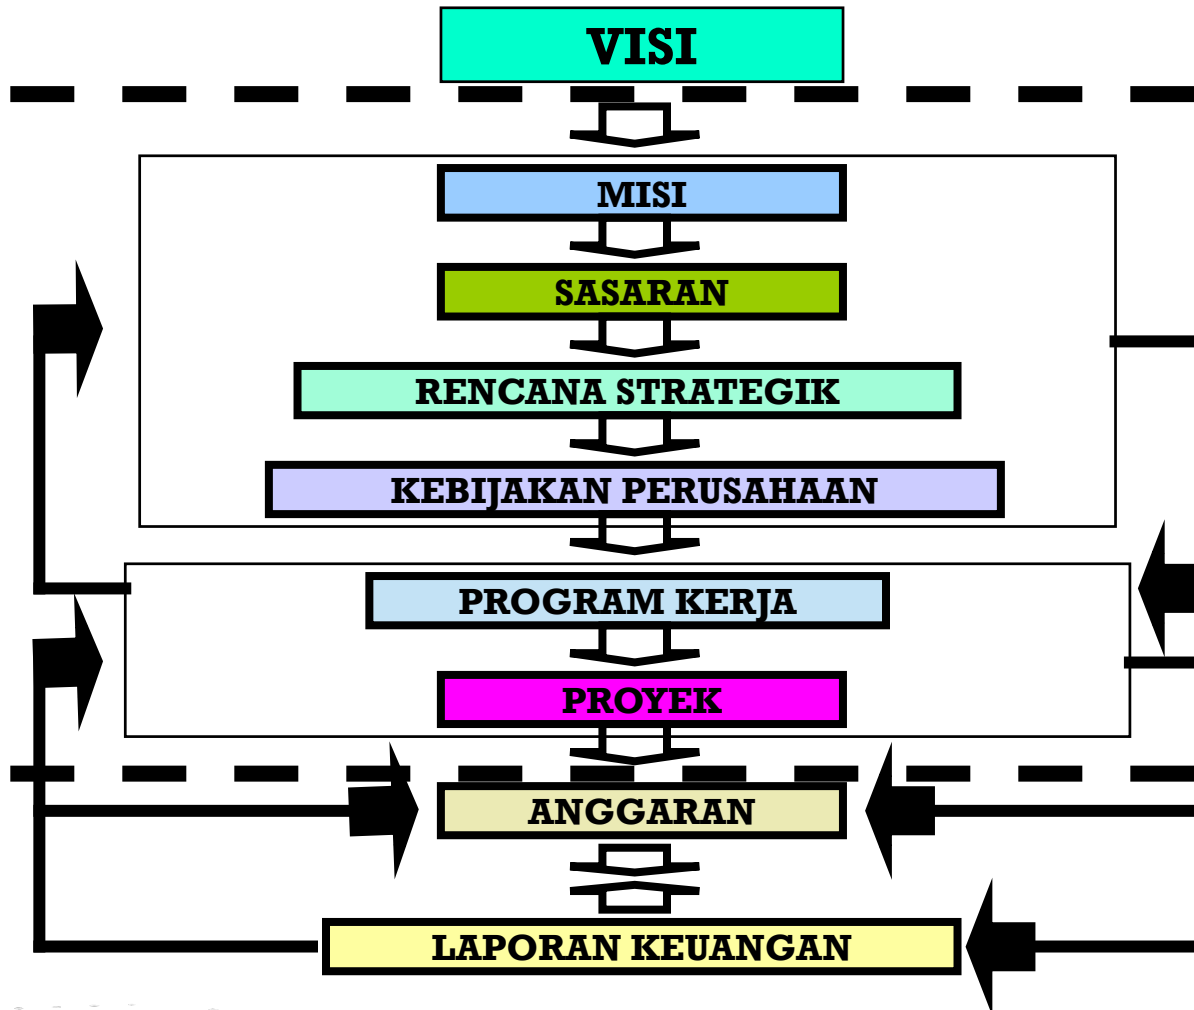 VISI
MISI
SASARAN
RENCANA STRATEGIK
KEBIJAKAN PERUSAHAAN
PROGRAM KERJA
PROYEK
ANGGARAN
LAPORAN KEUANGAN